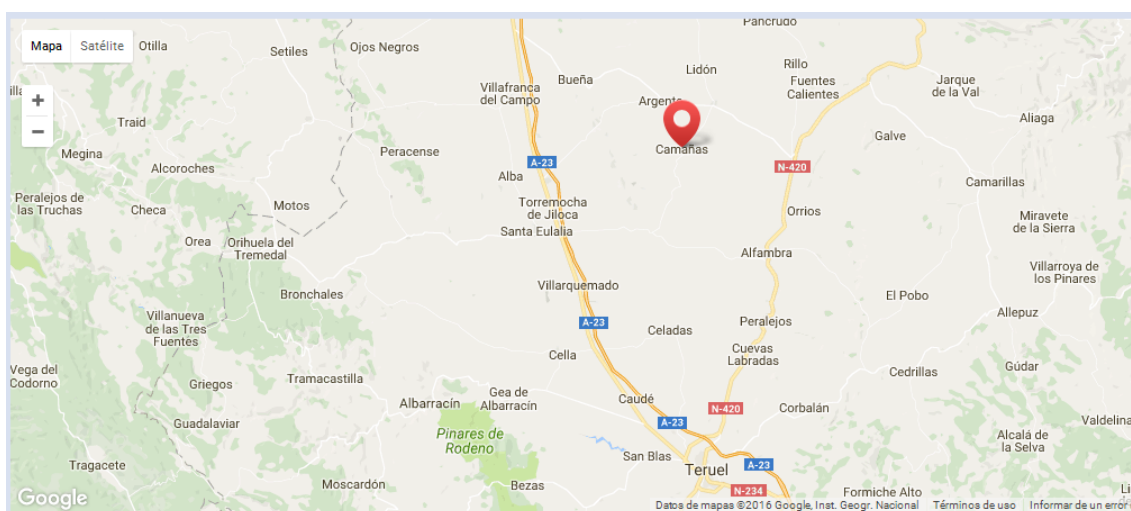 Pancrudo
Mapa
Satélite
Otilla
Setiles
Ojos Negros
Lidón
Rillo
Bueña
Fuentes
Calientes
Jarque
de la Val
Villafranca
del Campo
Argente
Aliaga
Traid
Galve
Megina
Peracense
Camañas
A-23
N-420
Alcoroches
Alba
Camarillas
Peralejos de
las Truchas
Checa
Motos
Torremocha
de Jiloca
Orrios
Miravete
de la Sierra
Santa Eulalia
Orea
Orihuela del
Tremedal
Alfambra
Villarroya de
los Pinares
Bronchales
Villarquemado
El Pobo
Villanueva
de las Tres
Fuentes
A-23
Celadas
Peralejos
Allepuz
Cella
Cuevas
Labradas
Vega del
Codorno
Griegos
Tramacastilla
Cedrillas
Gúdar
Albarracín
Gea de
Albarracín
Caudé
N-420
Corbalán
Guadalaviar
A-23
Valdelina
Pinares de
Rodeno
Alcalá de
la Selva
San Blas
Teruel
A-23
Tragacete
Moscardón
Bezas
N-234
Formiche Alto
Google
Datos de mapas ©2016 Google, Inst. Geogr. Nacional
Términos de uso
Informar de un error